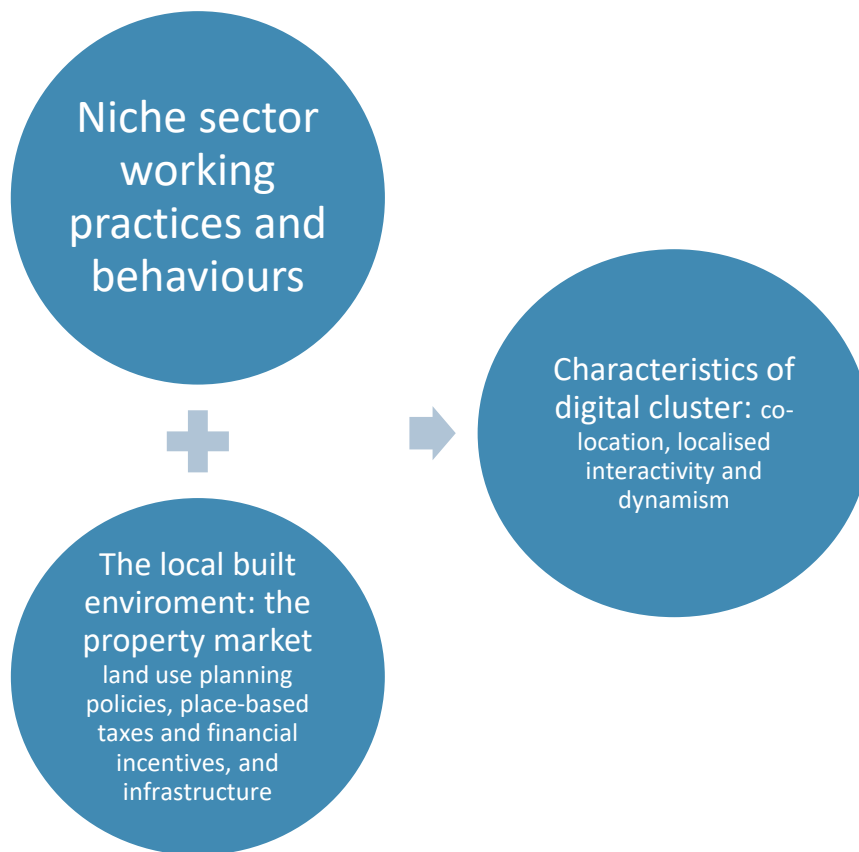 Niche sector
working
practices and
behaviours
The local built
enviroment: the
property market
land use planning
policies, place-based
taxes and financial
incentives, and
infrastructure
Characteristics of
digital cluster: co-
location, localised
interactivity and
dynamism